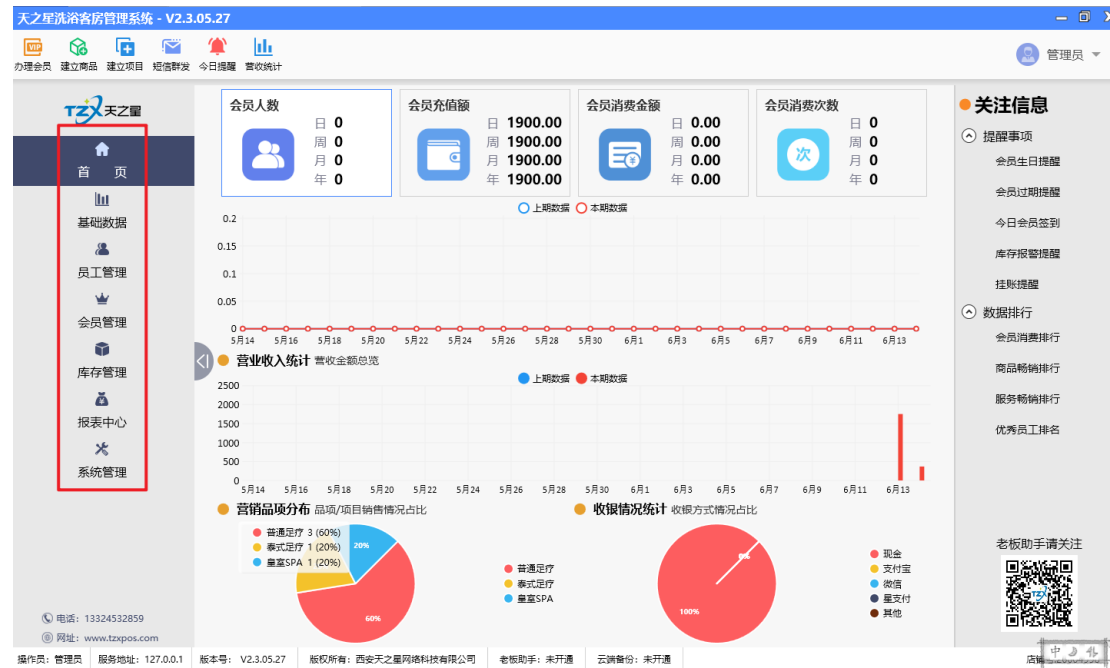 天之星洗浴客房管理系统 - V2.3.05.27
VIP
办理会员 建立商品 建立项目 短信群发 今日提醒 营收统计
管理员
TZX天之星
首 页
基础数据
员工管理
会员管理
库存管理
报表中心
系统管理
电话: 13324532859
网址: www.tzxpos.com
会员人数
日 0
周 0
月 0
年 0
会员充值额
日 1900.00
周 1900.00
月 1900.00
年 1900.00
会员消费金额
日 0.00
周 0.00
月 0.00
年 0.00
会员消费次数
次
日 0
周 0
月 0
年 0
上期数据 本期数据
0.2
0.15
0.1
0.05
0
5月14 5月16 5月18 5月20 5月22 5月24 5月26 5月28 5月30 6月1 6月3 6月5 6月7 6月9 6月11 6月13
营业收入统计 营收金额总览
上期数据 本期数据
2500
2000
1500
1000
500
0
5月14 5月16 5月18 5月20 5月22 5月24 5月26 5月28 5月30 6月1 6月3 6月5 6月7 6月9 6月11 6月13
营销品项分布 品项/项目销售情况占比
普通足疗 3 (60%)
泰式足疗 1 (20%)
皇室SPA 1 (20%)
20%
60%
普通足疗
泰式足疗
皇室SPA
收银情况统计 收银方式情况占比
0%
100%
现金
支付宝
微信
星支付
其他
关注信息
提醒事项
会员生日提醒
会员过期提醒
今日会员签到
库存报警提醒
挂账提醒
数据排行
会员消费排行
商品畅销排行
服务畅销排行
优秀员工排名
老板助手请关注
TZX
操作员: 管理员 服务地址: 127.0.0.1 版本号: V2.3.05.27 版权所有: 西安天之星网络科技有限公司 老板助手: 未开通 云端备份: 未开通
店铺
中